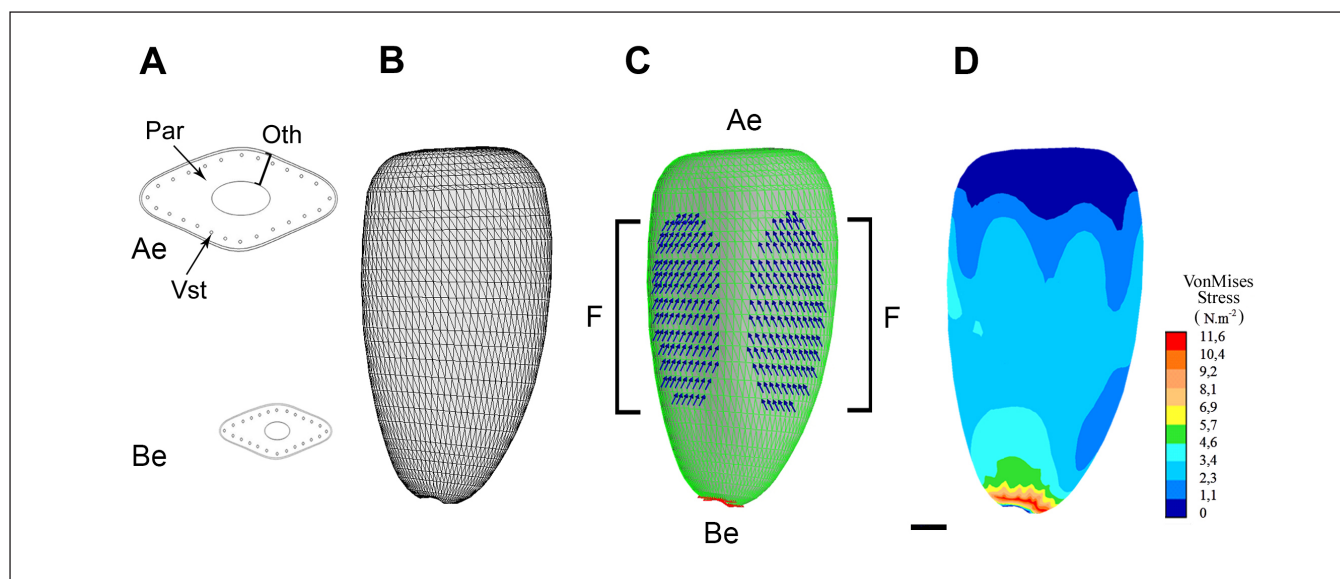 A
B
C
D
Par
Oth
Ae
Vst
Be
Ae
F
F
Be
VonMises
Stress
( N.m-2 )
11,6
10,4
9,2
8,1
6,9
5,7
4,6
3,4
2,3
1,1
0